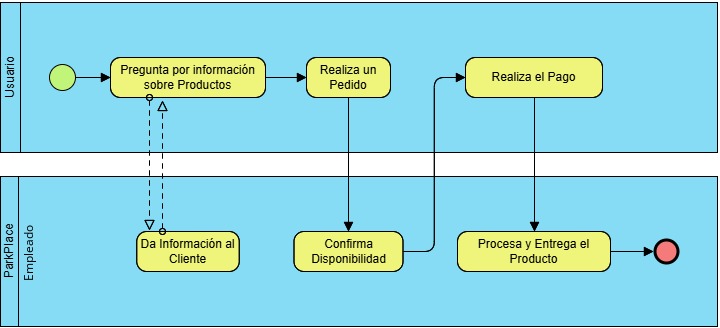 Usuario
Pregunta por información
sobre Productos
Realiza un
Pedido
Realiza el Pago
ParkPlace
Empleado
Da Información al
Cliente
Confirma
Disponibilidad
Procesa y Entrega el
Producto